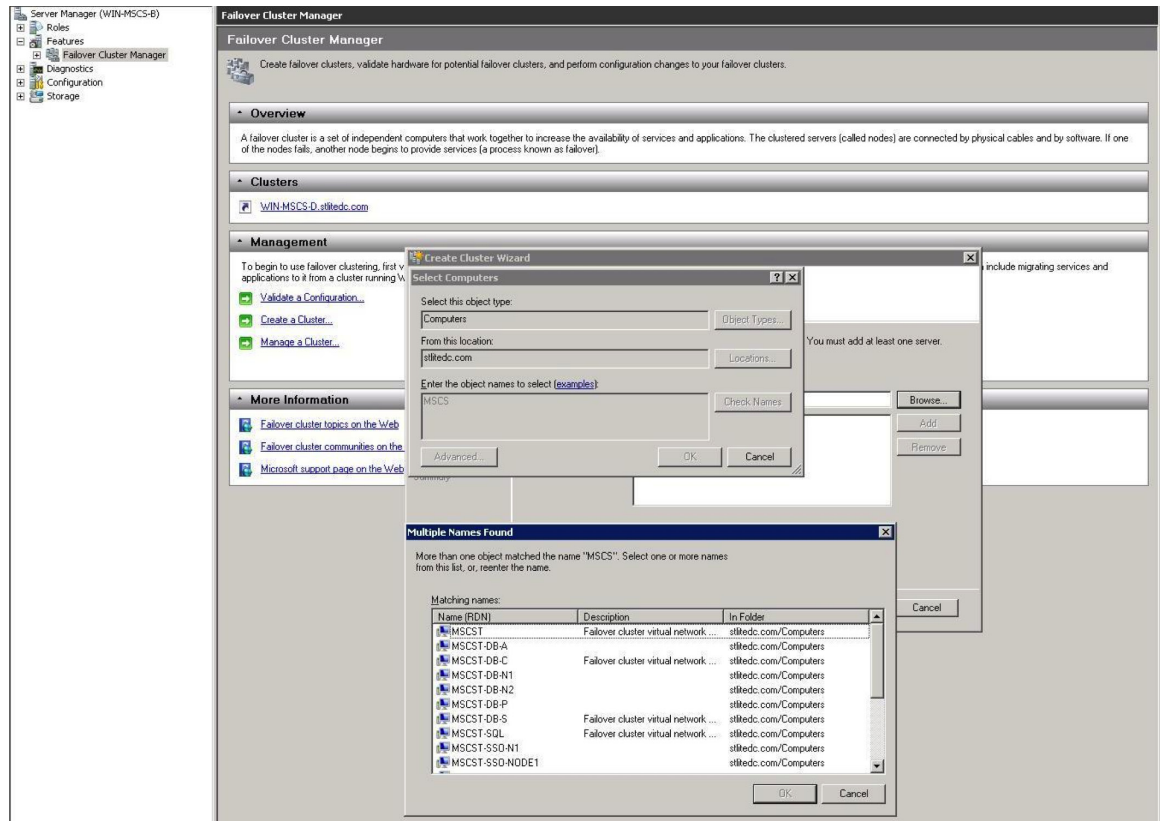 Server Manager (WIN-MSCS-B)
Roles
Features
Failover Cluster Manager
Diagnostics
Configuration
Storage
Failover Cluster Manager
Failover Cluster Manager
Create failover clusters, validate hardware for potential failover clusters, and perform configuration changes to your failover clusters.
Overview
A failover cluster is a set of independent computers that work together to increase the availability of services and applications. The clustered servers (called nodes) are connected by physical cables and by software. If one
of the nodes fails, another node begins to provide services (a process known as failover).
Clusters
WIN-MSCS-D.stlitedc.com
Management
To begin to use failover clustering, first v
n include migrating services and
applications to it from a cluster running W
Validate a Configuration...
Create a Cluster...
Manage a Cluster...
More Information
Failover cluster topics on the Web
Failover cluster communities on the
Microsoft support page on the Web
Create Cluster Wizard
You must add at least one server.
Browse...
Add
Remove
Summary
Cancel
Select Computers
Select this object type:
Computers
Object Types...
From this location:
stlitedc.com
Locations...
Enter the object names to select (examples):
MSCS
Check Names
Advanced...
OK
Cancel
Multiple Names Found
More than one object matched the name "MSCS". Select one or more names
from this list, or, reenter the name.
Matching names:
Name (RDN) Description In Folder
MSCST Failover cluster virtual network ... stlitedc.com/Computers
MSCST-DB-A stlitedc.com/Computers
MSCST-DB-C Failover cluster virtual network ... stlitedc.com/Computers
MSCST-DB-N1 stlitedc.com/Computers
MSCST-DB-N2 stlitedc.com/Computers
MSCST-DB-P stlitedc.com/Computers
MSCST-DB-S Failover cluster virtual network ... stlitedc.com/Computers
MSCST-SQL Failover cluster virtual network ... stlitedc.com/Computers
MSCST-SSO-N1 stlitedc.com/Computers
MSCST-SSO-NODE1 stlitedc.com/Computers
OK
Cancel